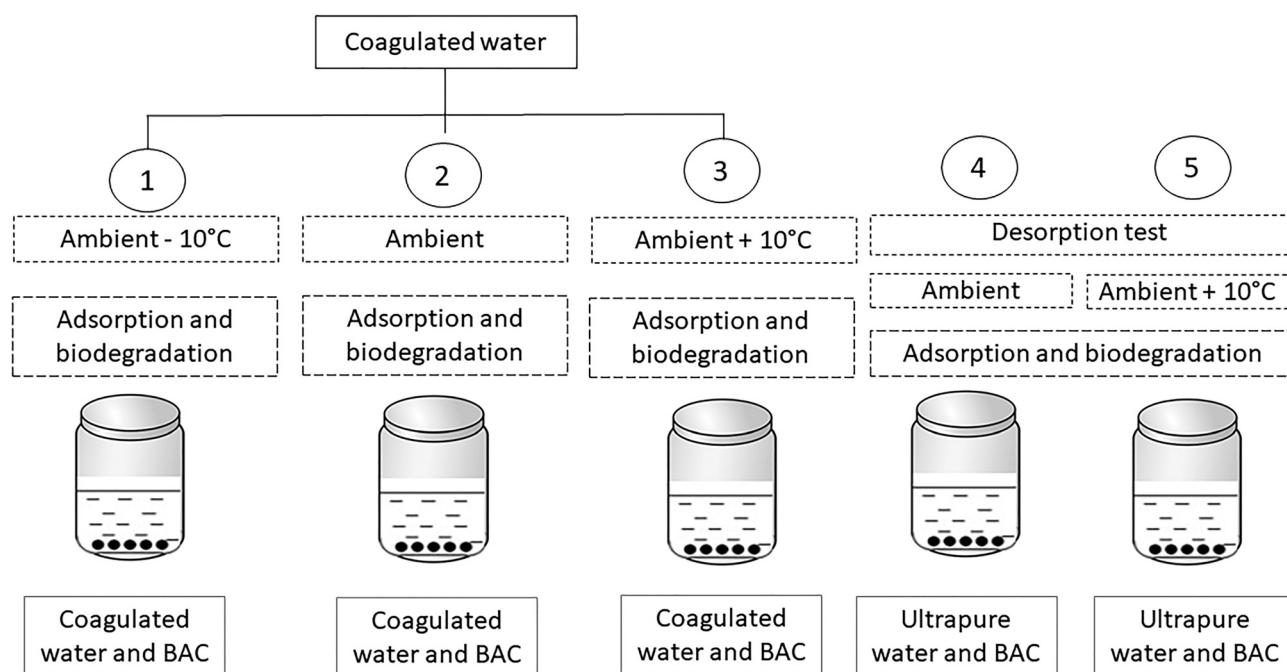 Coagulated water
1
2
3
4
5
Ambient - 10°C
Ambient
Ambient + 10°C
Desorption test
Ambient
Ambient + 10°C
Adsorption and
biodegradation
Adsorption and
biodegradation
Adsorption and
biodegradation
Adsorption and biodegradation
Coagulated
water and BAC
Coagulated
water and BAC
Coagulated
water and BAC
Ultrapure
water and BAC
Ultrapure
water and BAC